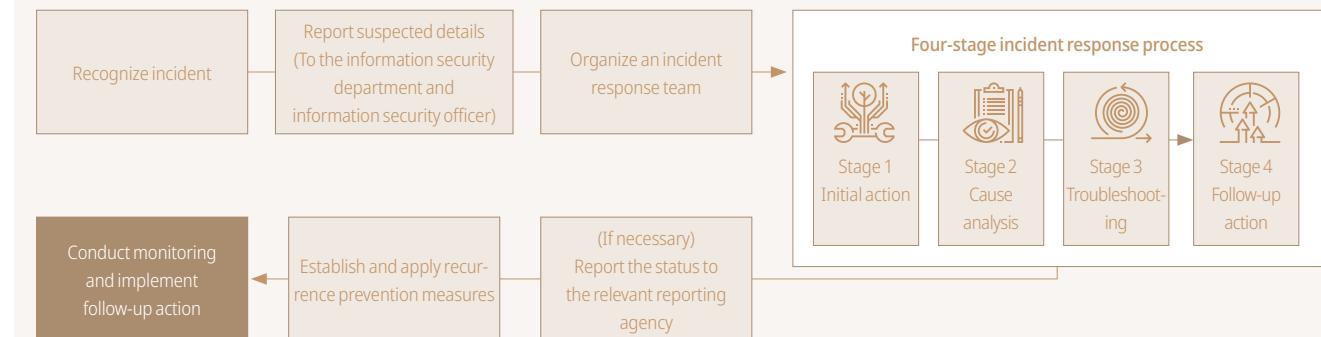 Recognize incident
Report suspected details
(To the information security
department and
information security officer)
Organize an incident
response team
Four-stage incident response process
Stage 1
Initial action
Stage 2
Cause
analysis
Stage 3
Troubleshoot-
ing
Stage 4
Follow-up
action
(If necessary)
Report the status to
the relevant reporting
agency
Establish and apply recur-
rence prevention measures
Conduct monitoring
and implement
follow-up action